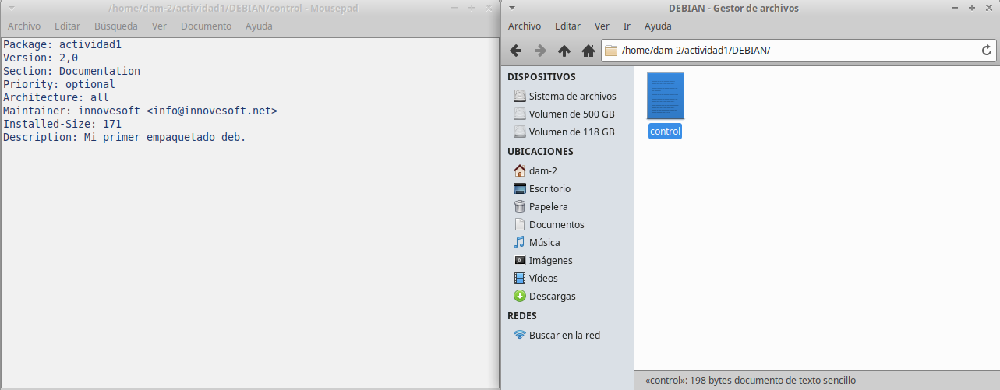 /home/dam-2/actividad1/DEBIAN/control - Mousepad
Archivo Editar Búsqueda Ver Documento Ayuda
Package: actividad1
Version: 2,0
Section: Documentation
Priority: optional
Architecture: all
Maintainer: innovesoft <info@innovesoft.net>
Installed-Size: 171
Description: Mi primer empaquetado deb.
DEBIAN - Gestor de archivos
Archivo Editar Ver Ir Ayuda
/home/dam-2/actividad1/DEBIAN/
DISPOSITIVOS
Sistema de archivos
Volumen de 500 GB
Volumen de 118 GB
UBICACIONES
dam-2
Escritorio
Papelera
Documentos
Música
Imágenes
Vídeos
Descargas
REDES
Buscar en la red
control
«control»: 198 bytes documento de texto sencillo